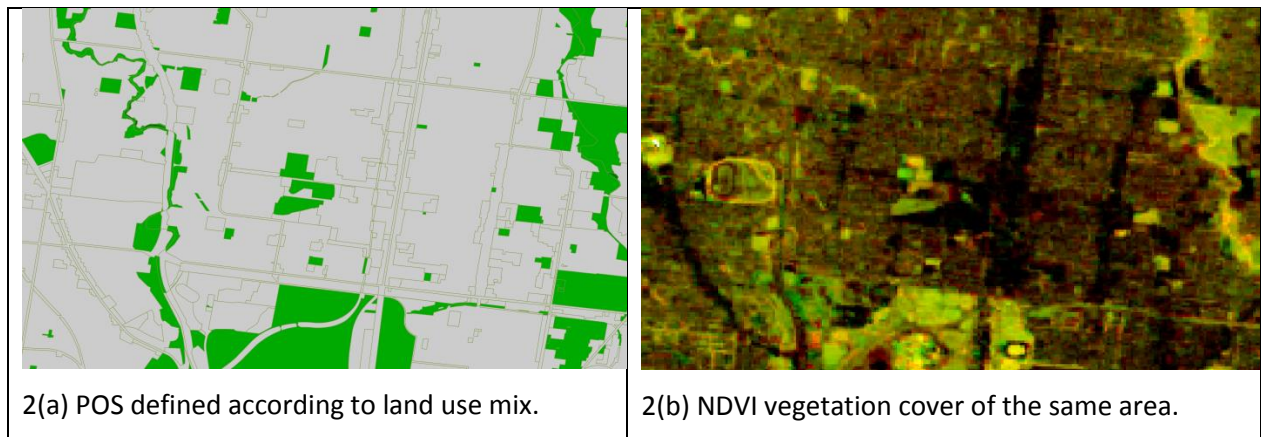 2(a) POS defined according to land use mix.
2(b) NDVI vegetation cover of the same area.